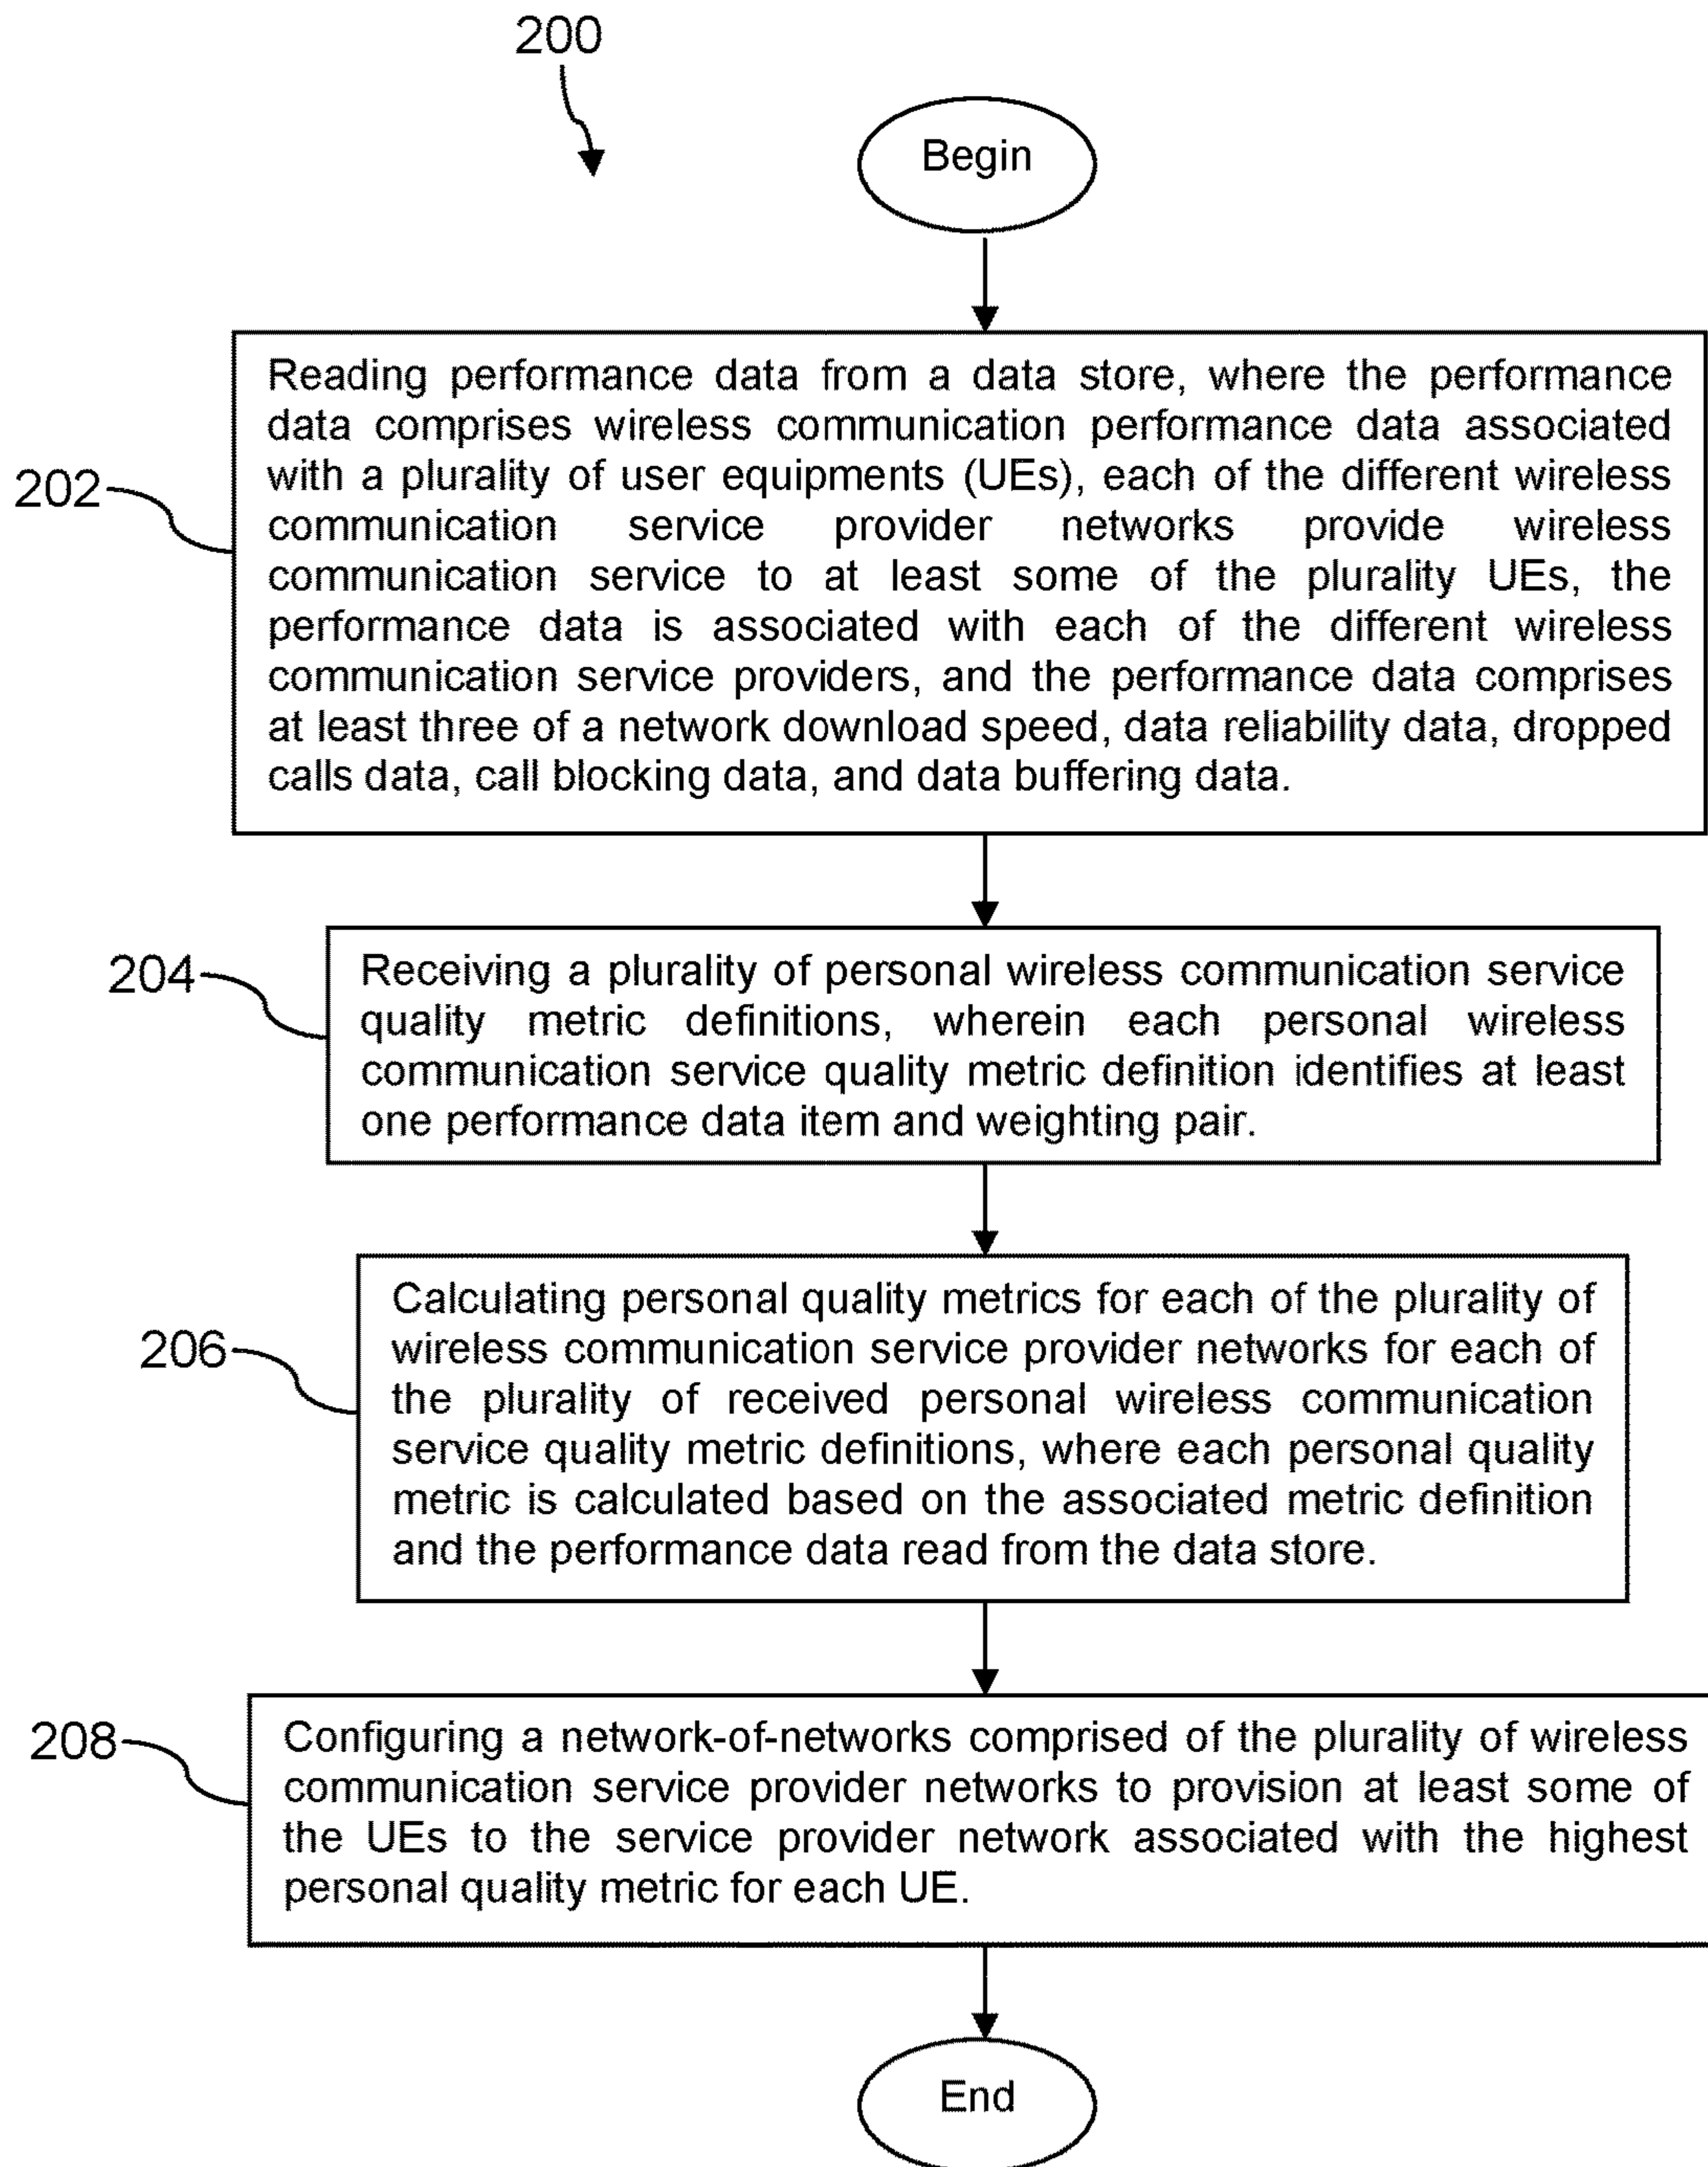 200
Begin
202
Reading performance data from a data store, where the performance
data comprises wireless communication performance data associated
with a plurality of user equipments (UEs), each of the different wireless
communication service provider networks provide wireless
communication service to at least some of the plurality UEs, the
performance data is associated with each of the different wireless
communication service providers, and the performance data comprises
at least three of a network download speed, data reliability data, dropped
calls data, call blocking data, and data buffering data.
204
Receiving a plurality of personal wireless communication service
quality metric definitions, wherein each personal wireless
communication service quality metric definition identifies at least
one performance data item and weighting pair.
206
Calculating personal quality metrics for each of the plurality of
wireless communication service provider networks for each of
the plurality of received personal wireless communication
service quality metric definitions, where each personal quality
metric is calculated based on the associated metric definition
and the performance data read from the data store.
208
Configuring a network-of-networks comprised of the plurality of wireless
communication service provider networks to provision at least some of
the UEs to the service provider network associated with the highest
personal quality metric for each UE.
End